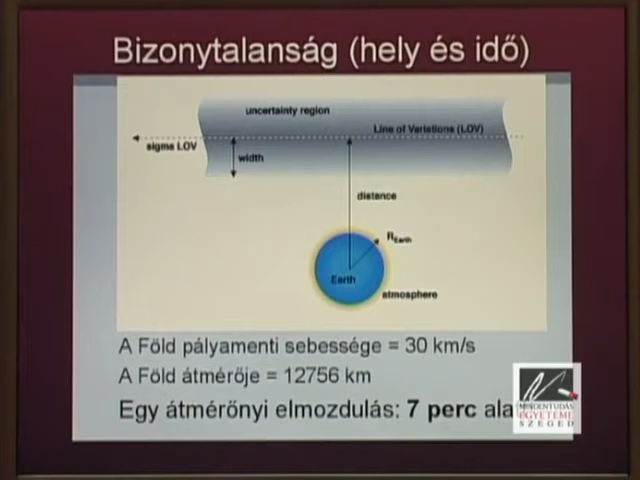 Bizonytalanság (hely és idő)
uncertainty region
Line of Variations (LOV)
sigma LOV
width
distance
R Earth
Earth
atmosphere
A Föld pályamenti sebessége = 30 km/s
A Föld átmérője = 12756 km
Egy átmérőnyi elmozdulás: 7 perc ala
MINDENTUDÁS
EGYETEME
SZEGED